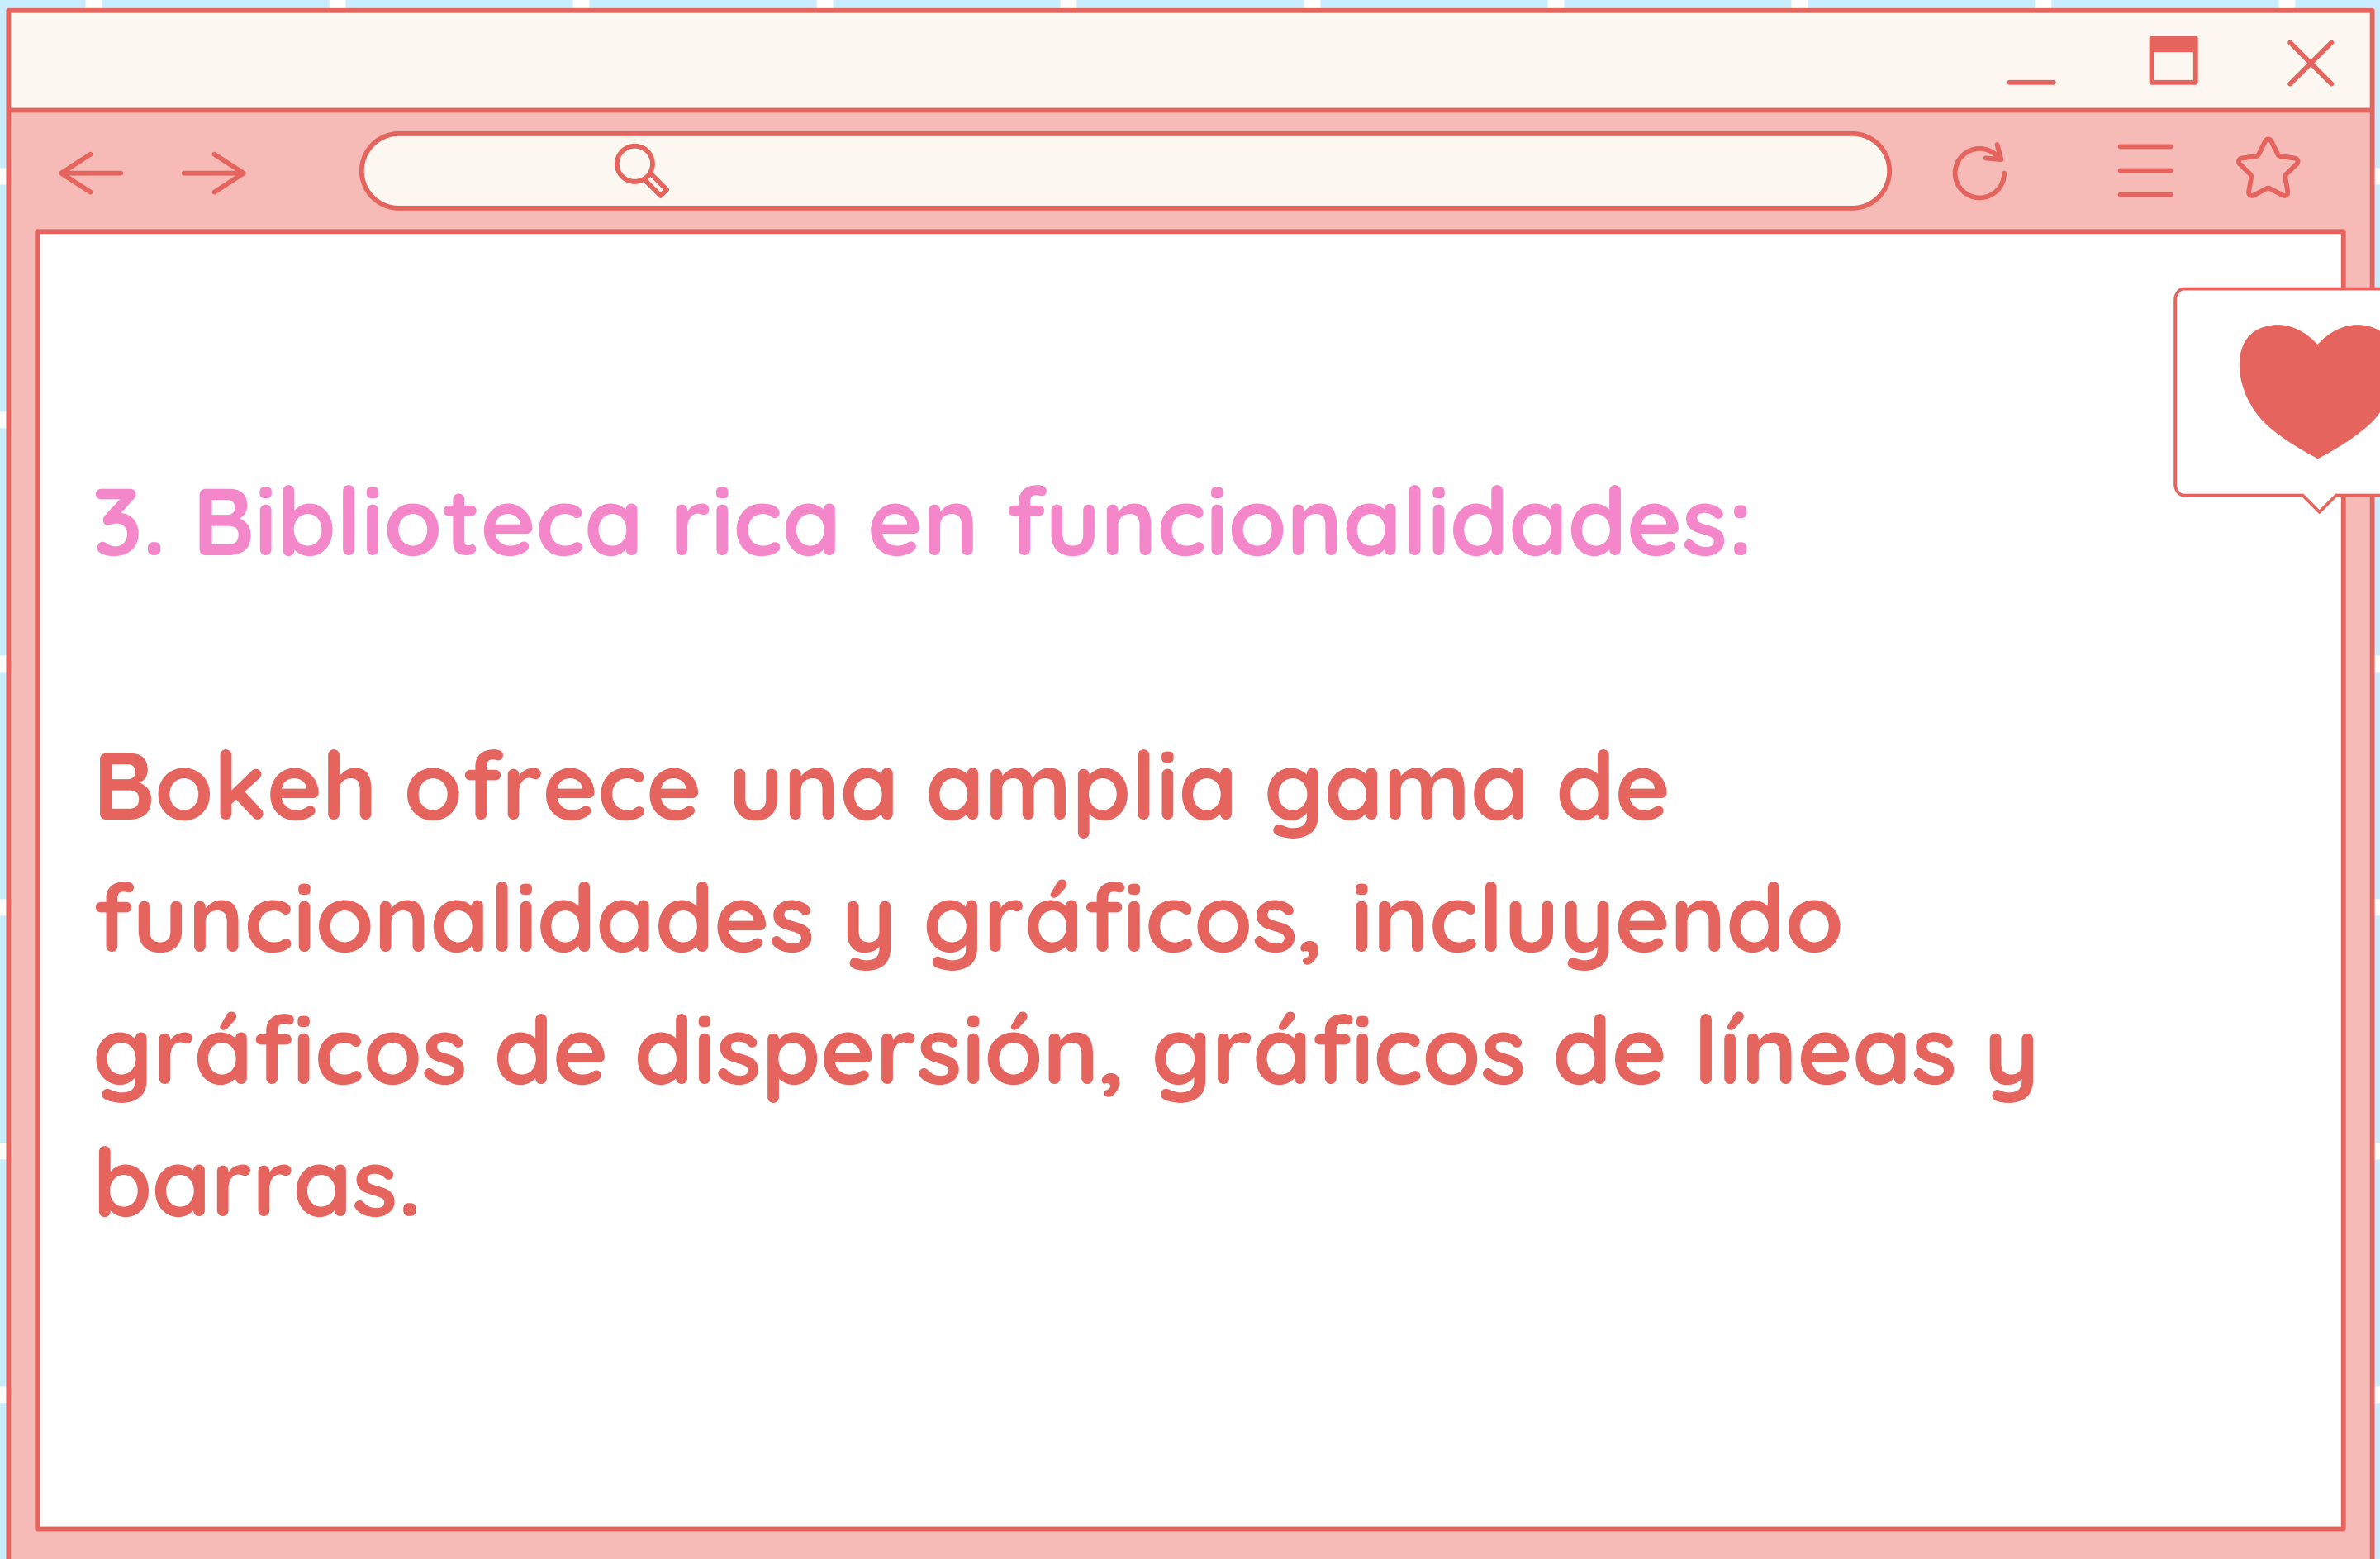 3. Biblioteca rica en funcionalidades:
Bokeh ofrece una amplia gama de
funcionalidades y gráficos, incluyendo
gráficos de dispersión, gráficos de líneas y
barras.